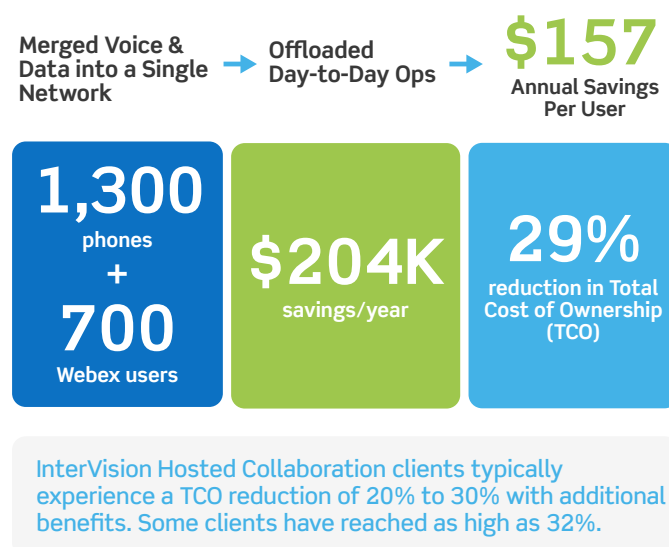 Merged Voice &
Data into a Single
Network
Offloaded
Day-to-Day Ops
$157
Annual Savings
Per User
1,300
phones
+
700
Webex users
$204K
savings/year
29%
reduction in Total
Cost of Ownership
(TCO)
InterVision Hosted Collaboration clients typically
experience a TCO reduction of 20% to 30% with additional
benefits. Some clients have reached as high as 32%.